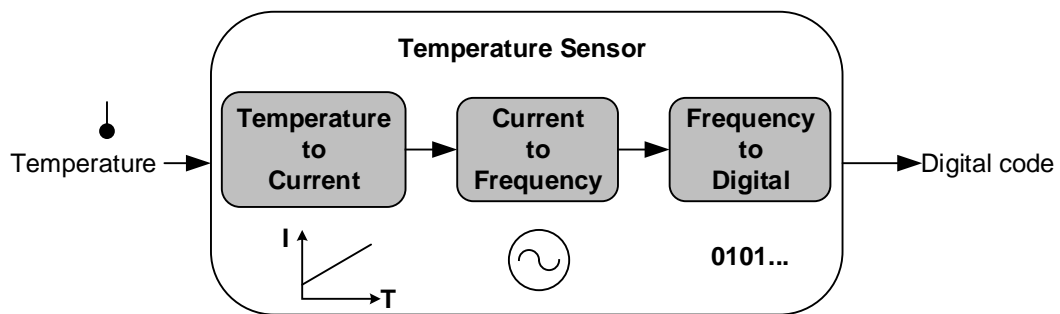 Temperature Sensor
Temperature
to
Current
Current
to
Frequency
Frequency
to
Digital
Temperature
Digital code
I
T
0101...